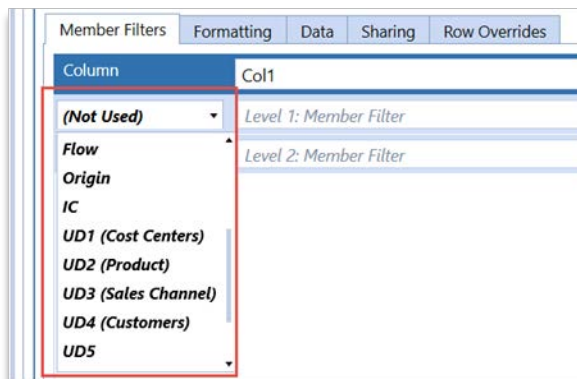 Member Filters Formatting Data Sharing Row Overrides
Column Col1
(Not Used) Level 1: Member Filter
Flow Level 2: Member Filter
Origin
IC
UD1 (Cost Centers)
UD2 (Product)
UD3 (Sales Channel)
UD4 (Customers)
UD5